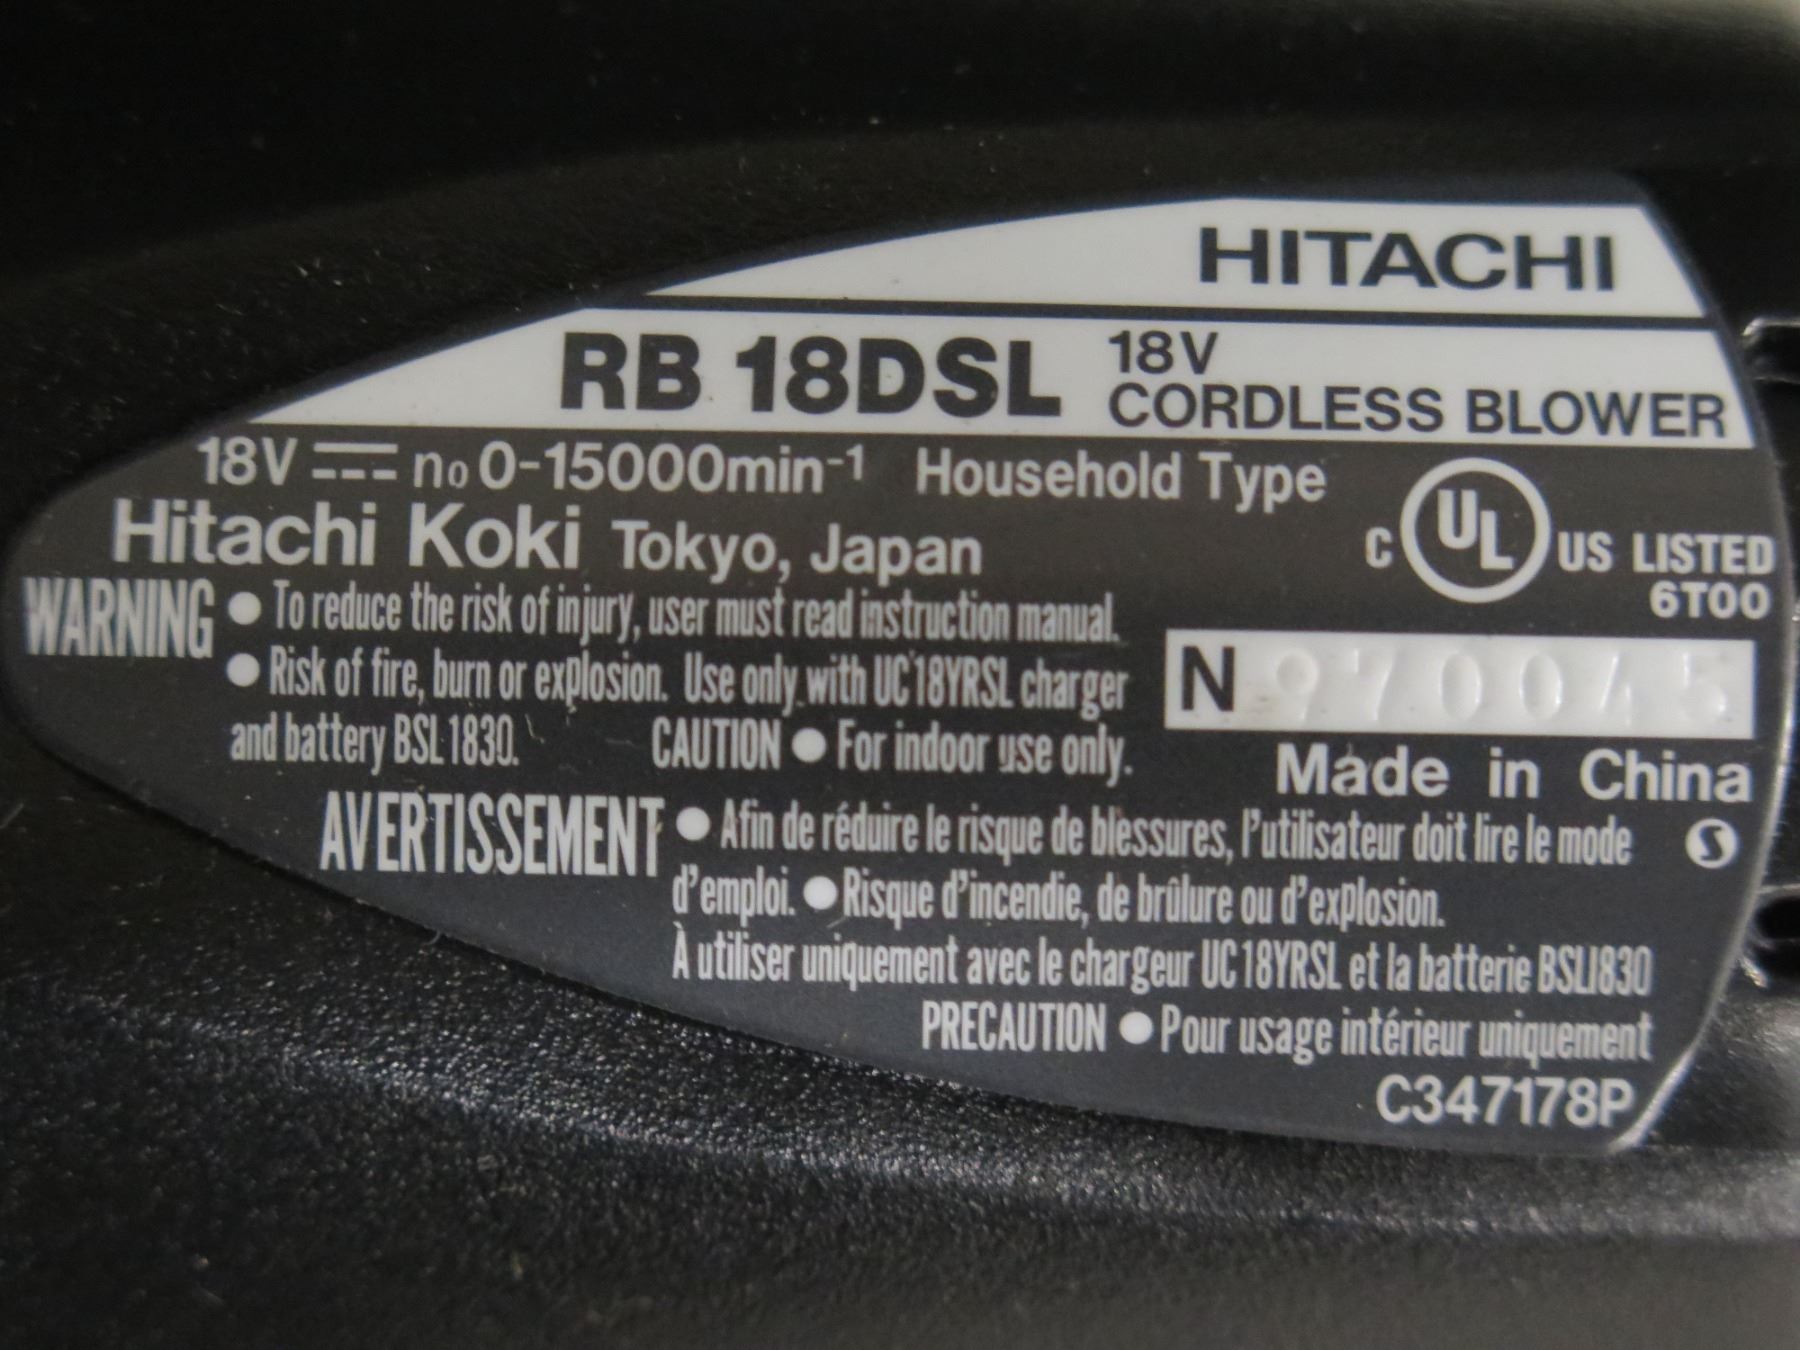 HITACHI
RB 18DSL 18V
CORDLESS BLOWER
18V ⎓ n₀ 0-15000min⁻¹ Household Type
Hitachi Koki Tokyo, Japan
C UL US LISTED
6T00
WARNING ● To reduce the risk of injury, user must read instruction manual.
● Risk of fire, burn or explosion. Use only with UC18YRSL charger
and battery BSL1830. CAUTION ● For indoor use only.
N 970045
Made in China
AVERTISSEMENT ● Afin de réduire le risque de blessures, l'utilisateur doit lire le mode
d'emploi. ● Risque d'incendie, de brûlure ou d'explosion.
À utiliser uniquement avec le chargeur UC18YRSL et la batterie BSL1830
S
PRECAUTION ● Pour usage intérieur uniquement
C347178P